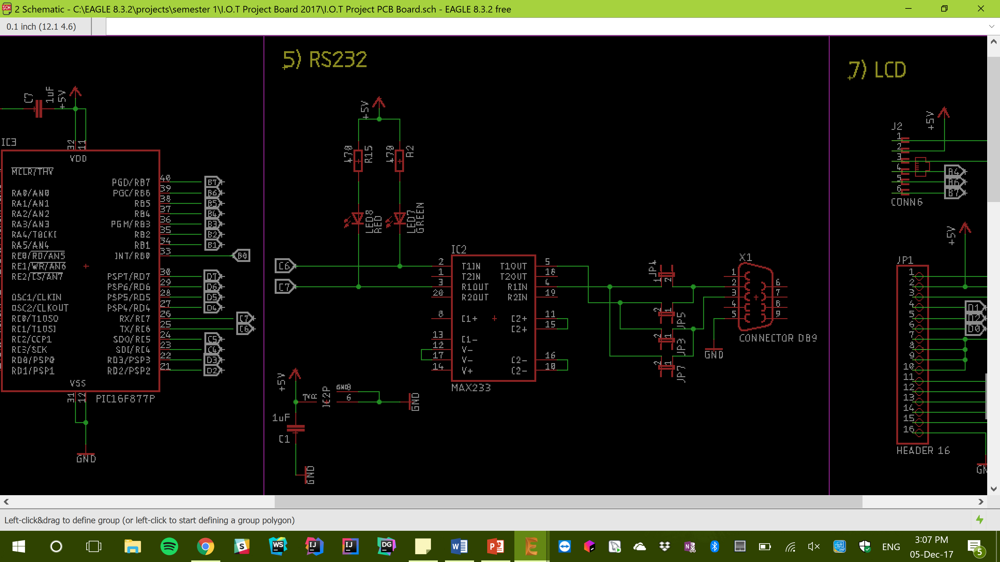 2 Schematic - C:\EAGLE 8.3.2\projects\semester 1\I.O.T Project Board 2017\I.O.T Project PCB Board.sch - EAGLE 8.3.2 free
0.1 inch (12.1 4.6)
5) RS232
7) LCD
C7
1uF
+5V
IC3
32
11
VDD
MCLR/THV
PGD/RB7 40 B7
RA0/AN0 PGC/RB6 39 B6
RA1/AN1 RB5 38 B5
RA2/AN2 RB4 37 B4
RA3/AN3 PGM/RB3 36 B3
RA4/T0CKI RB2 35 B2
RA5/AN4 RB1 34 B1
RE0/RD/AN5 INT/RB0 33 B0
RE1/WR/AN6
RE2/CS/AN7 PSP7/RD7 30 D7
PSP6/RD6 29 D6
OSC1/CLKIN PSP5/RD5 28 D5
OSC2/CLKOUT PSP4/RD4 27 D4
RC0/T1OSO RX/RC7 26 C7
RC1/T1OSI TX/RC6 25 C6
RC2/CCP1 SDO/RC5 24 C5
RC3/SCK SDI/RC4 23 C4
RD0/PSP0 RD3/PSP3 22 D3
RD1/PSP1 RD2/PSP2 21 D2
VSS
31
12
PIC16F877P
GND
+5V
470
R15
470
LED8
RED
LED7
GREEN
C6
C7
IC2
2 T1IN T1OUT 5
1 T2IN T2OUT 18
3 R1OUT R1IN 4
20 R2OUT R2IN 19
8 C1+ C2+ 11
C2+ 15
13 C1-
12 V-
17 V- C2- 16
14 V+ C2- 10
MAX233
+5V
IC2P
GND
6
GND
1uF
C1
GND
JP4
1 2
2 1
JP5
2 1
JP3
2 1
JP7
X1
1
2
3
4
5
6
7
8
9
CONNECTOR DB9
GND
J2
+5V
1
2
3
4
5
6
B7
CONN6
+5V
JP1
1
2
3
4
5
6
7
8
9
10
11
12
13
14
15
16
D1
D2
D0
HEADER 16
Left-click&drag to define group (or left-click to start defining a group polygon)
ENG
3:07 PM
05-Dec-17
5